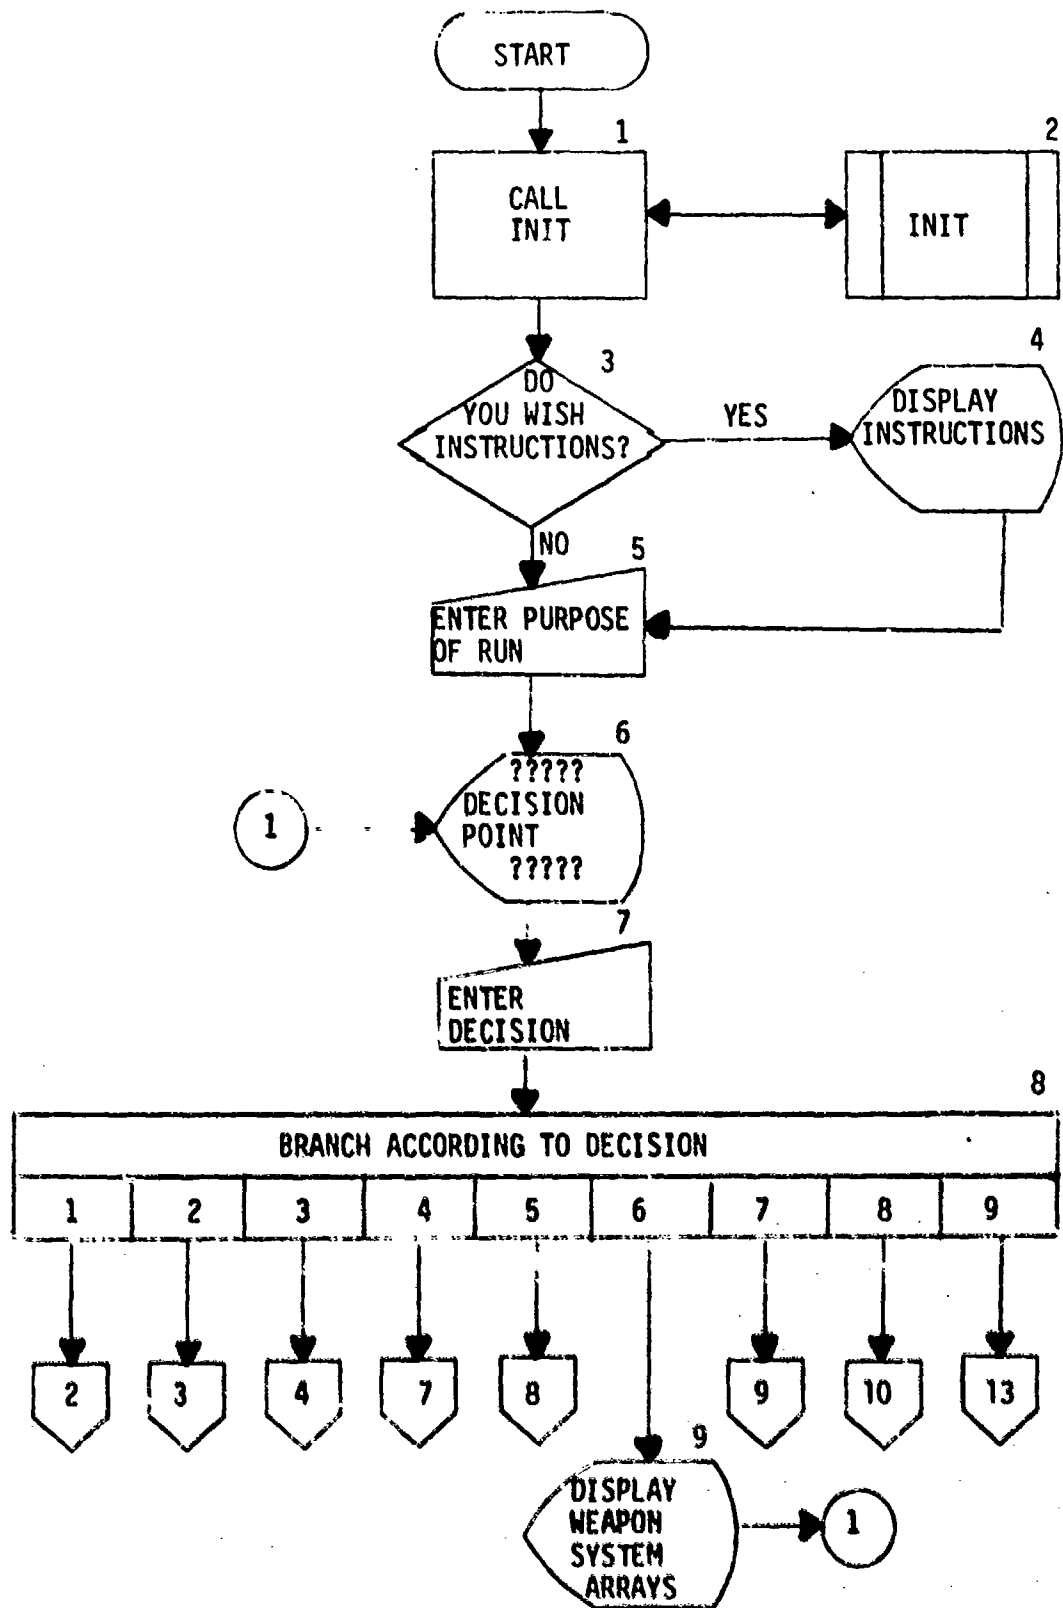 START
1
2
CALL
INIT
INIT
3
4
DO
YOU WISH
INSTRUCTIONS?
YES
DISPLAY
INSTRUCTIONS
NO
5
ENTER PURPOSE
OF RUN
6
?????
DECISION
POINT
?????
1
7
ENTER
DECISION
8
BRANCH ACCORDING TO DECISION
1 2 3 4 5 6 7 8 9
2 3 4 7 8 9 10 13
9
DISPLAY
WEAPON
SYSTEM
ARRAYS
1